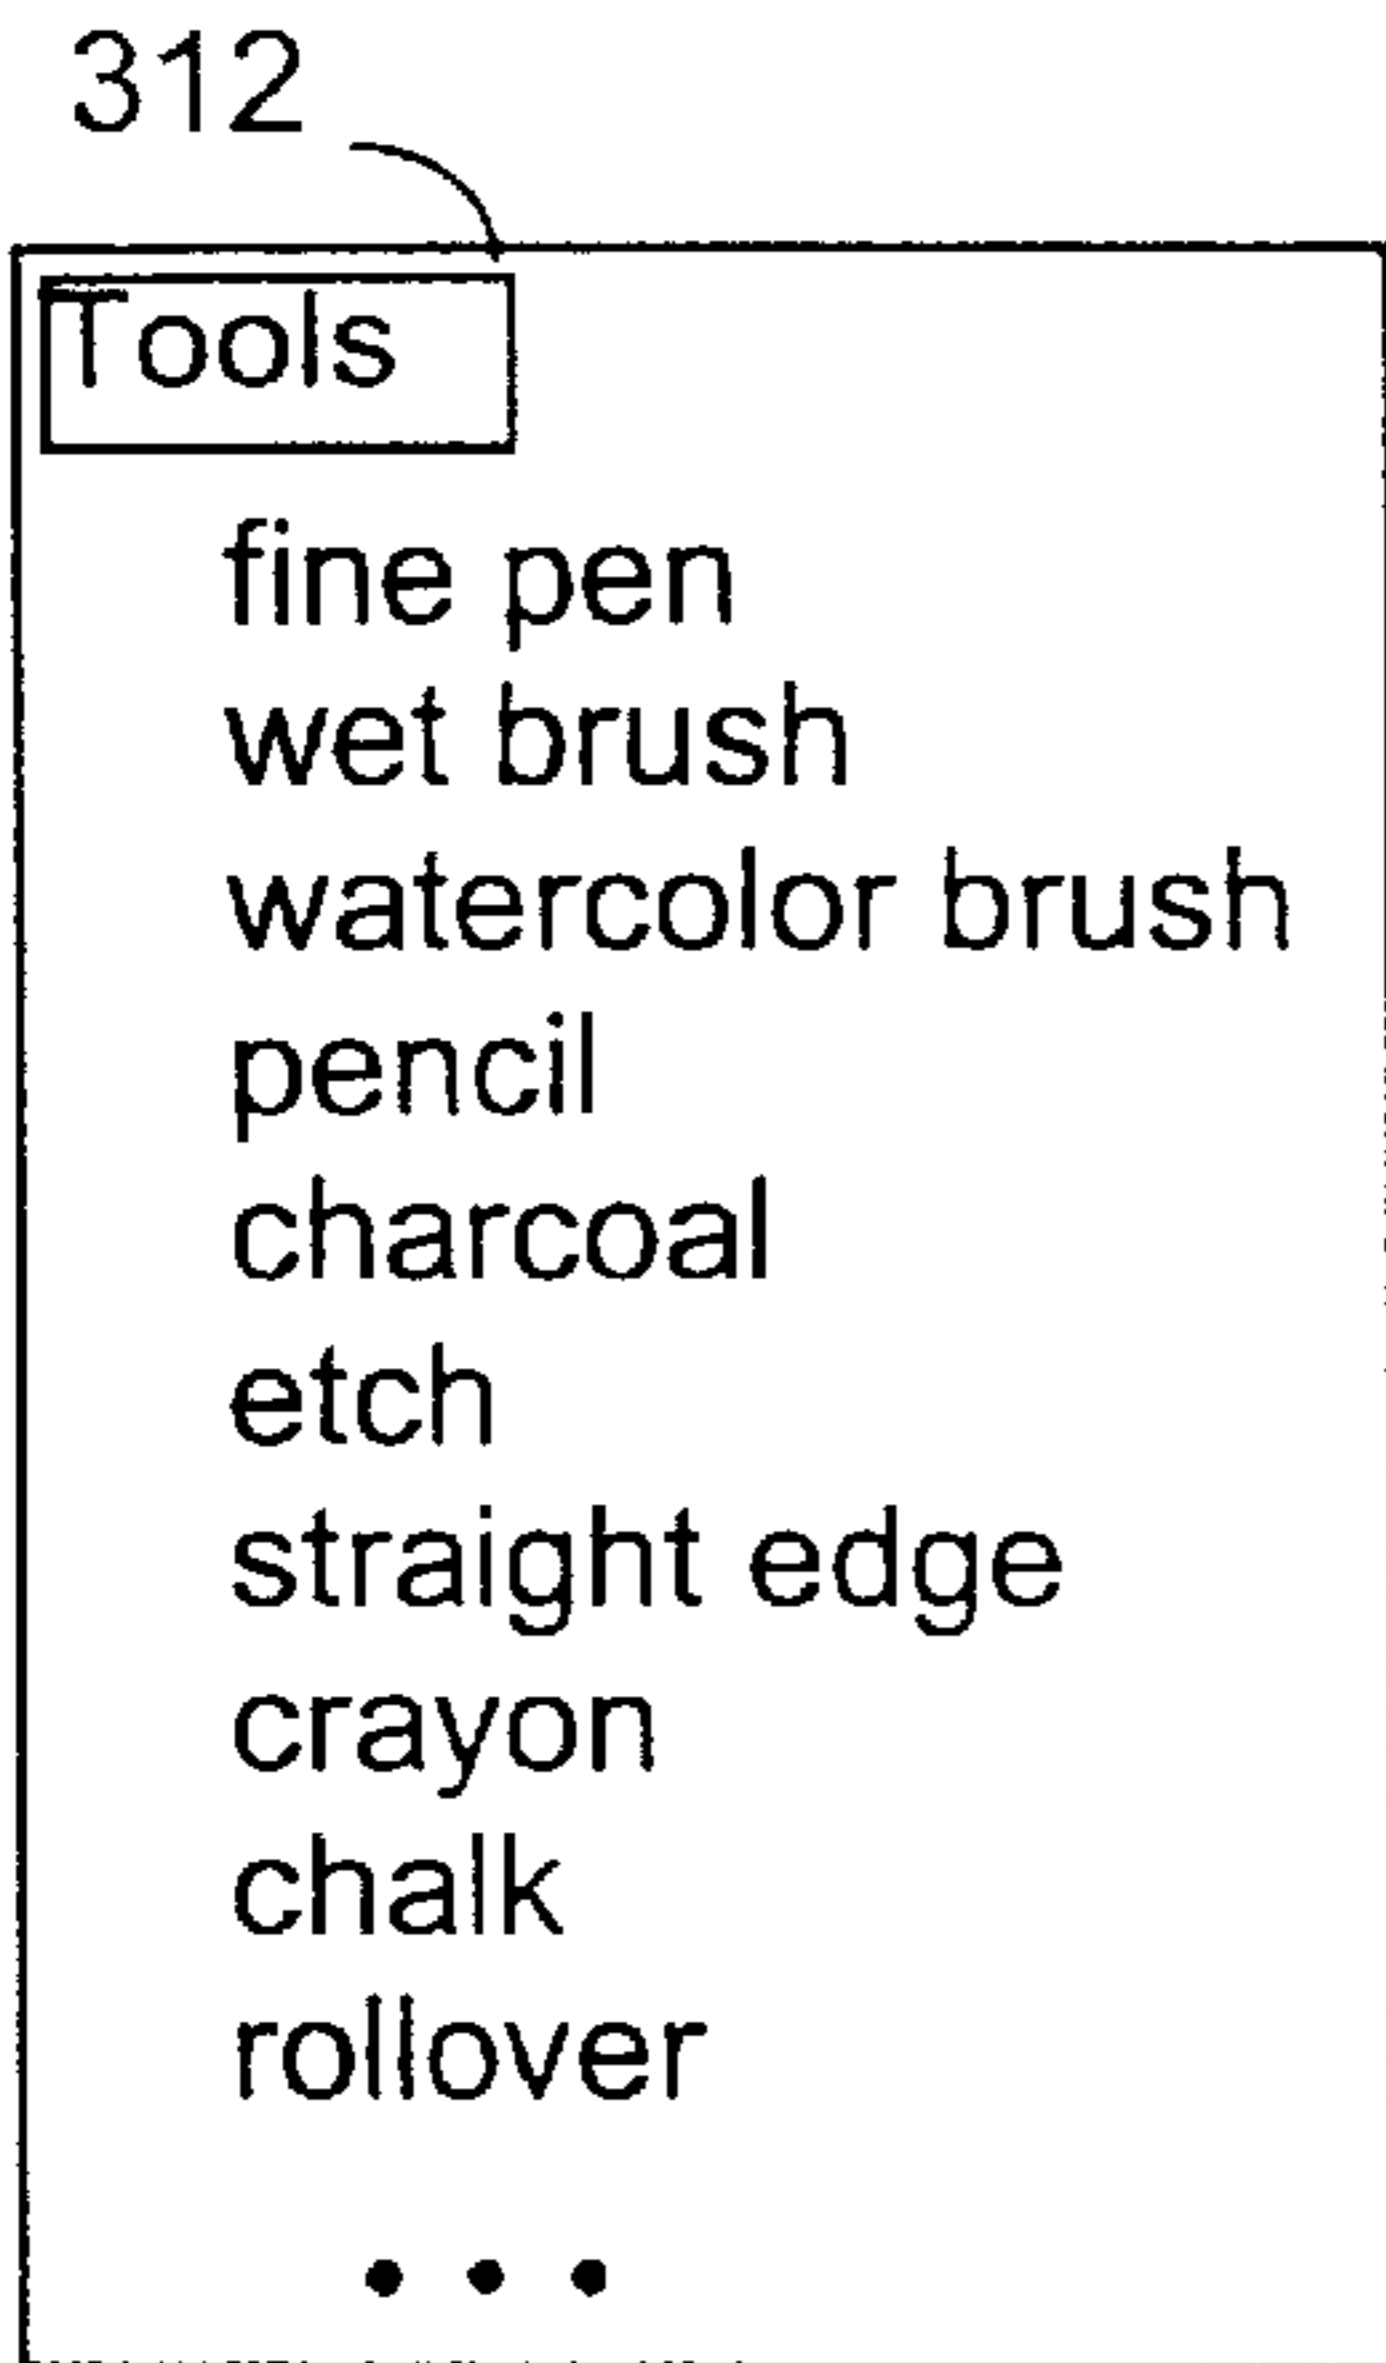 312
Tools
fine pen
wet brush
watercolor brush
pencil
charcoal
etch
straight edge
crayon
chalk
rollover
• • •